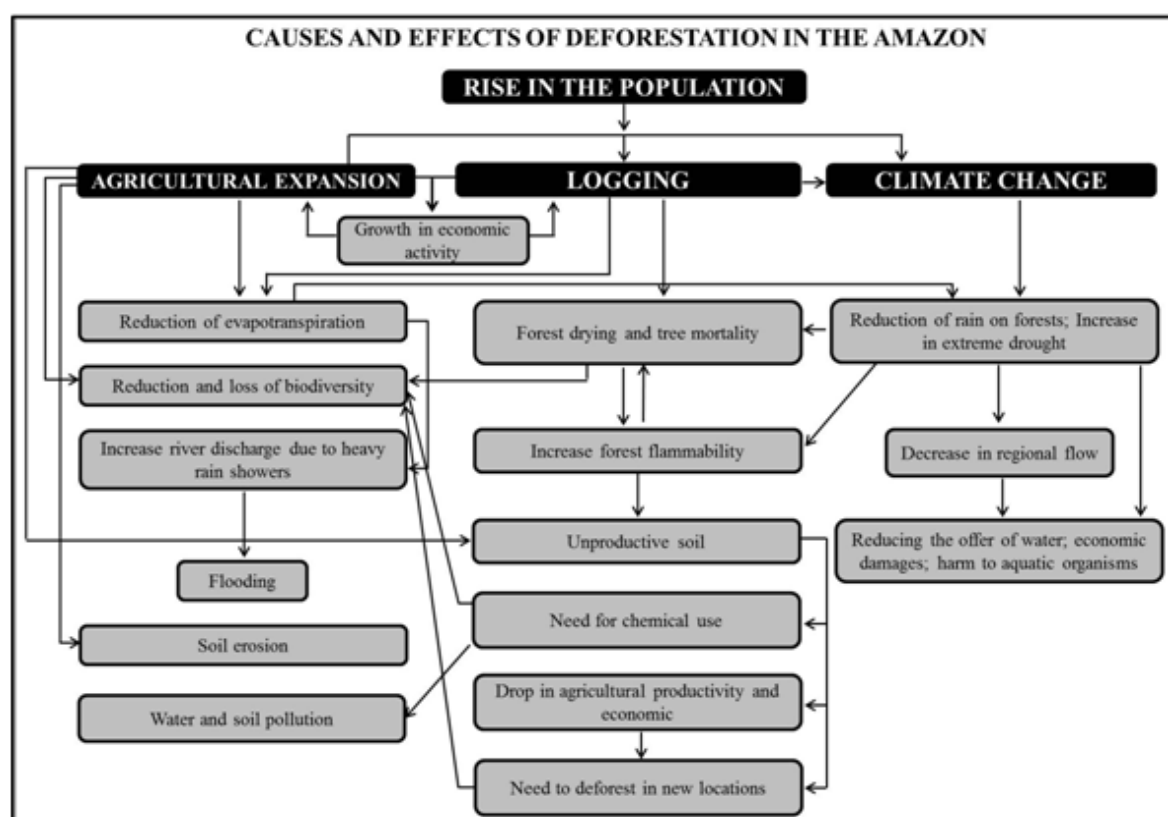 CAUSES AND EFFECTS OF DEFORESTATION IN THE AMAZON
RISE IN THE POPULATION
AGRICULTURAL EXPANSION
LOGGING
CLIMATE CHANGE
Growth in economic
activity
Reduction of evapotranspiration
Forest drying and tree mortality
Reduction of rain on forests; Increase
in extreme drought
Reduction and loss of biodiversity
Increase river discharge due to heavy
rain showers
Increase forest flammability
Decrease in regional flow
Unproductive soil
Reducing the offer of water; economic
damages; harm to aquatic organisms
Flooding
Need for chemical use
Soil erosion
Drop in agricultural productivity and
economic
Water and soil pollution
Need to deforest in new locations